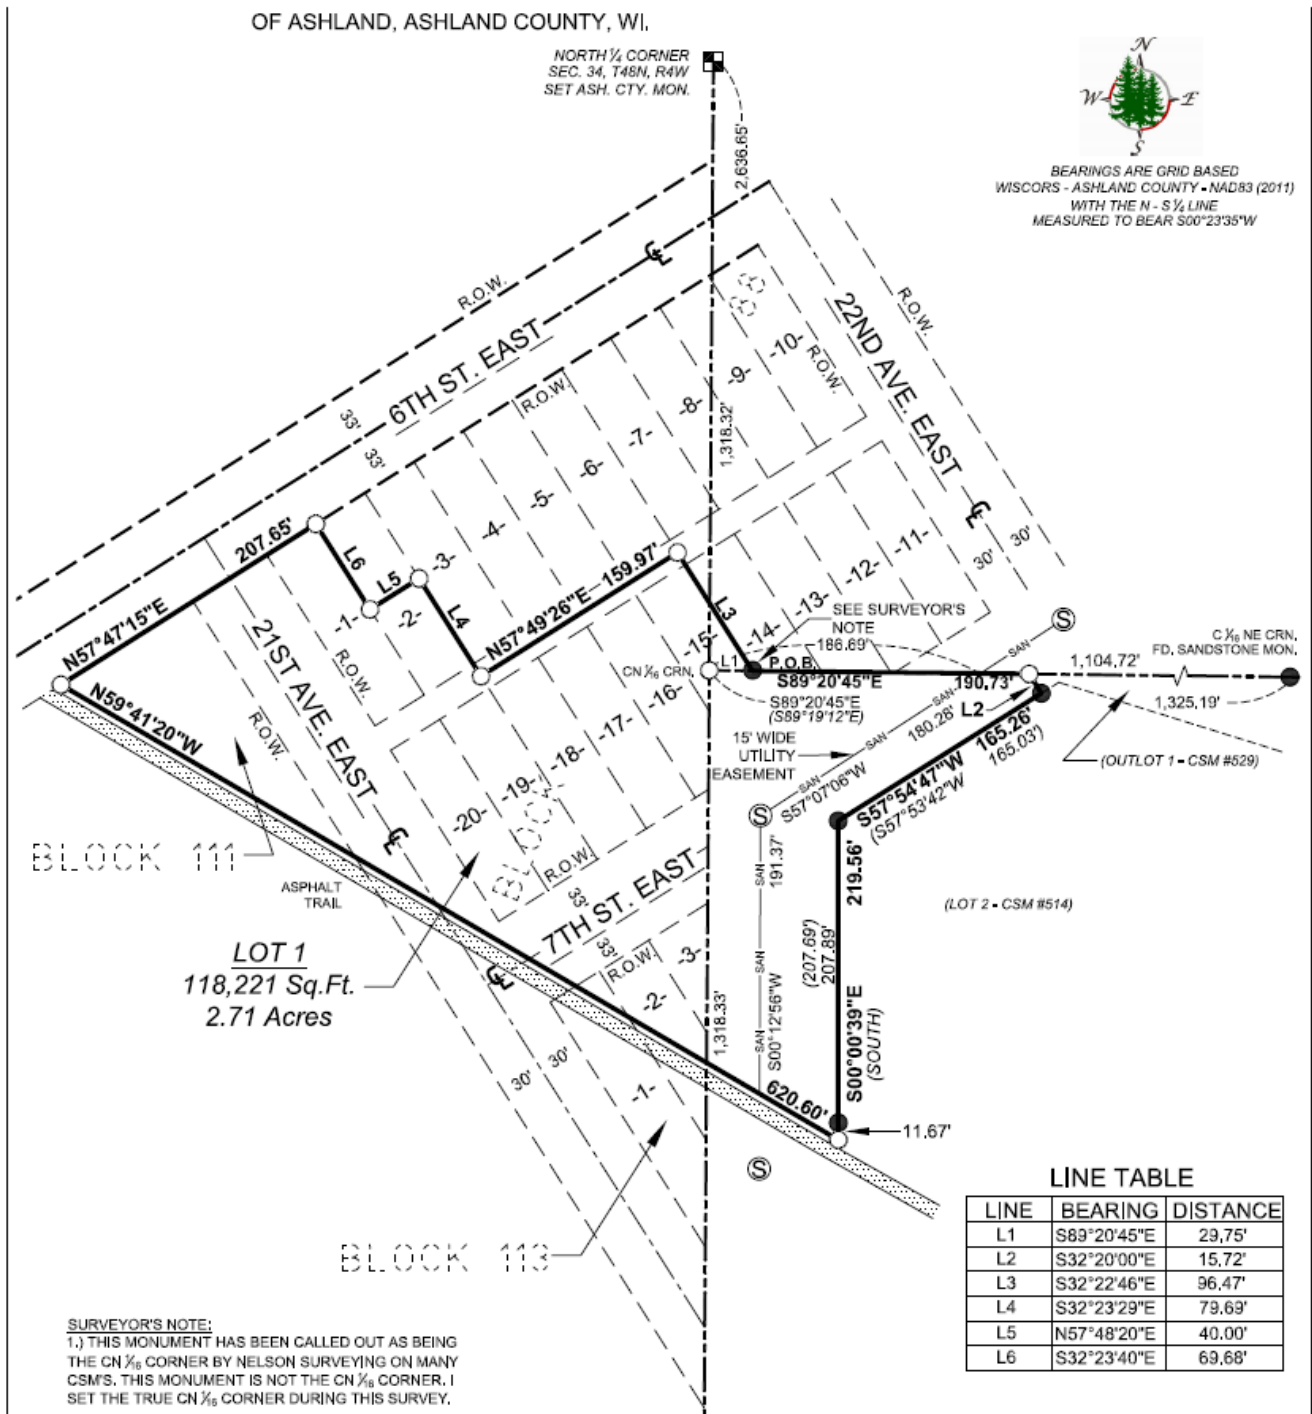 OF ASHLAND, ASHLAND COUNTY, WI.
NORTH ¼ CORNER
SEC. 34, T48N, R4W
SET ASH. CTY. MON.
N
W
E
S
BEARINGS ARE GRID BASED
WISCORS - ASHLAND COUNTY - NAD83 (2011)
WITH THE N - S ¼ LINE
MEASURED TO BEAR S00°23'35"W
2,636.65'
R.O.W.
6TH ST. EAST
33'
33'
R.O.W.
88
22ND AVE. EAST
R.O.W.
R.O.W.
30'
30'
1,318.32'
-1-
-2-
-3-
-4-
-5-
-6-
-7-
-8-
-9-
-10-
-11-
-12-
-13-
-14-
-15-
-16-
-17-
-18-
-19-
-20-
207.65'
N57°47'15"E
L6
L5
L4
N57°49'26"E
159.97'
L3
SEE SURVEYOR'S
NOTE
186.69'
CN 1/16 CRN.
L1
P.O.B.
S89°20'45"E
190.73'
S89°20'45"E
(S89°19'12"E)
L2
S
SAN
1,104.72'
C 1/16 NE CRN.
FD. SANDSTONE MON.
1,325.19'
(OUTLOT 1 - CSM #529)
15' WIDE
UTILITY
EASEMENT
SAN
SAN
SAN
180.28'
S57°07'06"W
165.26'
165.03')
S57°54'47"W
(S57°53'42"W
N59°41'20"W
21ST AVE. EAST
R.O.W.
R.O.W.
BLOCK 111
ASPHALT
TRAIL
BLOCK
R.O.W.
33'
7TH ST. EAST
33'
R.O.W.
S
SAN
191.37'
SAN
SAN
S00°12'56"W
219.56'
(207.69')
207.89'
S00°00'39"E
(SOUTH)
(LOT 2 - CSM #514)
LOT 1
118,221 Sq.Ft.
2.71 Acres
-3-
-2-
-1-
30'
30'
1,318.33'
620.60'
11.67'
S
BLOCK 113
LINE TABLE
LINE BEARING DISTANCE
L1 S89°20'45"E 29.75'
L2 S32°20'00"E 15.72'
L3 S32°22'46"E 96.47'
L4 S32°23'29"E 79.69'
L5 N57°48'20"E 40.00'
L6 S32°23'40"E 69.68'
SURVEYOR'S NOTE:
1.) THIS MONUMENT HAS BEEN CALLED OUT AS BEING
THE CN 1/16 CORNER BY NELSON SURVEYING ON MANY
CSM'S. THIS MONUMENT IS NOT THE CN 1/16 CORNER. I
SET THE TRUE CN 1/16 CORNER DURING THIS SURVEY.